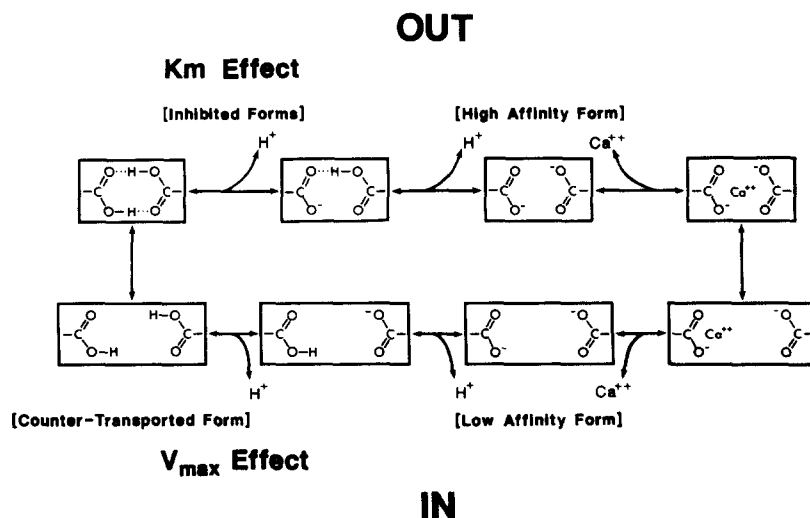 OUT
Km Effect
[Inhibited Forms] [High Affinity Form]
H+ H+ Ca++
O···H–O O···H–O O -O -O
–C C– –C C– –C C– –C Ca++ C–
O–H···O O- O O- O O- O
H–O O O -O O -O O -O
–C C– –C C– –C C– –C Ca++ C–
O–H O O–H O O- O O- O
H+ H+ Ca++
[Counter-Transported Form] [Low Affinity Form]
Vmax Effect
IN